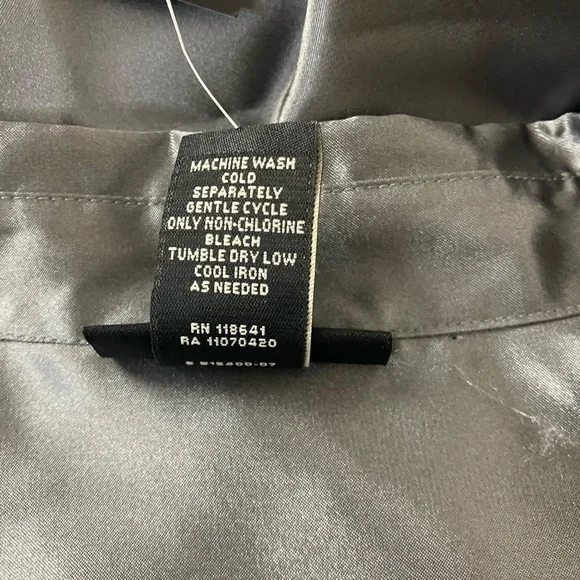 MACHINE WASH
COLD
SEPARATELY
GENTLE CYCLE
ONLY NON-CHLORINE
BLEACH
TUMBLE DRY LOW
COOL IRON
AS NEEDED
RN 118641
RA 11070420